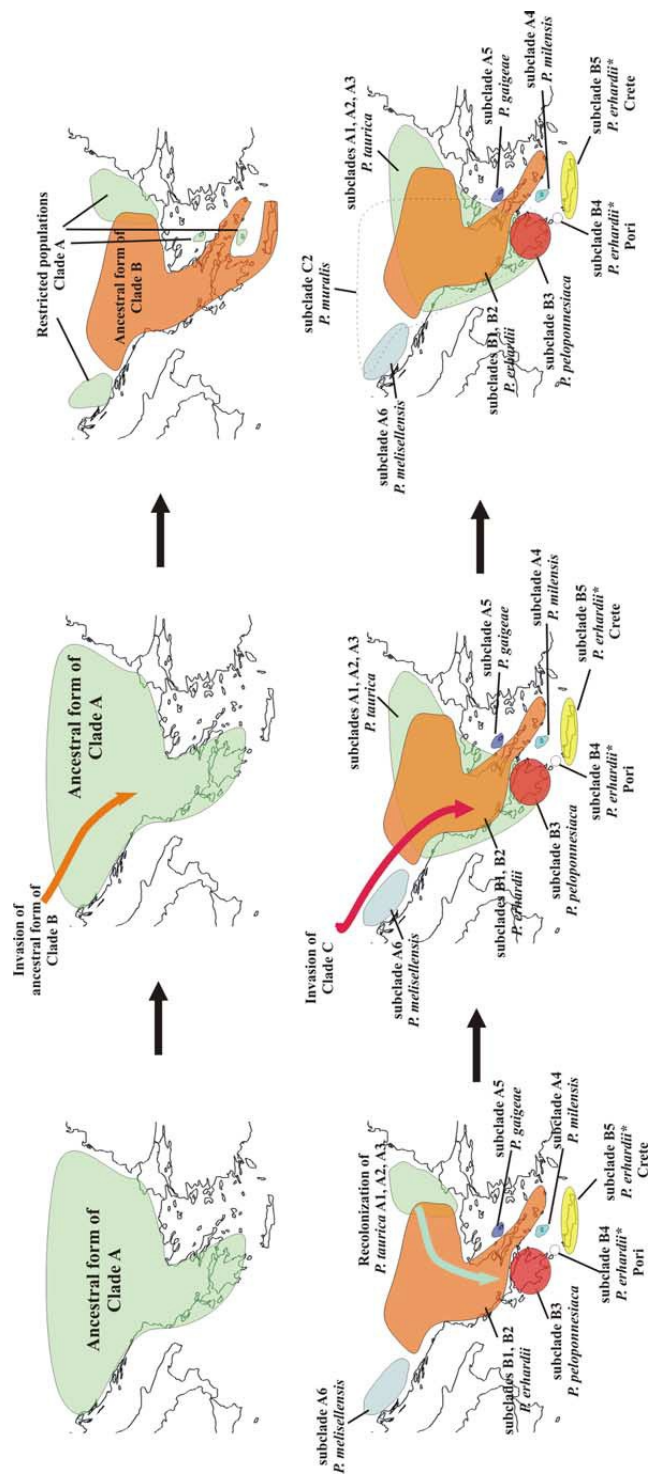 Ancestral form of
Clade A
Invasion of
ancestral form of
Clade B
Ancestral form of
Clade A
Restricted populations
Clade A
Ancestral form of
Clade B
subclade A6
P. melisellensis
Recolonization of
P. taurica A1, A2, A3
subclades B1, B2
P. erhardii
subclade A5
P. gaigeae
subclade A4
P. milensis
subclade B3
P. peloponnesiaca
subclade B4
P. erhardii*
Pori
subclade B5
P. erhardii*
Crete
Invasion of
Clade C
subclade A6
P. melisellensis
subclades A1, A2, A3
P. taurica
subclades B1, B2
P. erhardii
subclade A5
P. gaigeae
subclade A4
P. milensis
subclade B3
P. peloponnesiaca
subclade B4
P. erhardii*
Pori
subclade B5
P. erhardii*
Crete
subclade C2
P. muralis
subclade A6
P. melisellensis
subclades A1, A2, A3
P. taurica
subclades B1, B2
P. erhardii
subclade A5
P. gaigeae
subclade A4
P. milensis
subclade B3
P. peloponnesiaca
subclade B4
P. erhardii*
Pori
subclade B5
P. erhardii*
Crete